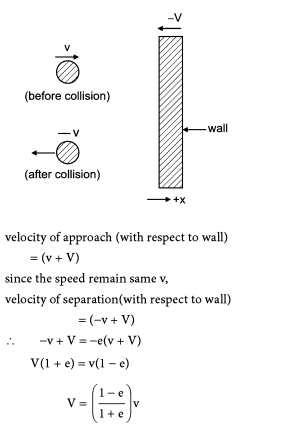 –V
v
(before collision)
— v
wall
(after collision)
+x
velocity of approach (with respect to wall)
= (v + V)
since the speed remain same v,
velocity of separation(with respect to wall)
= (–v + V)
∴ –v + V = –e(v + V)
V(1 + e) = v(1 – e)
V = ((1 – e)/(1 + e)) v